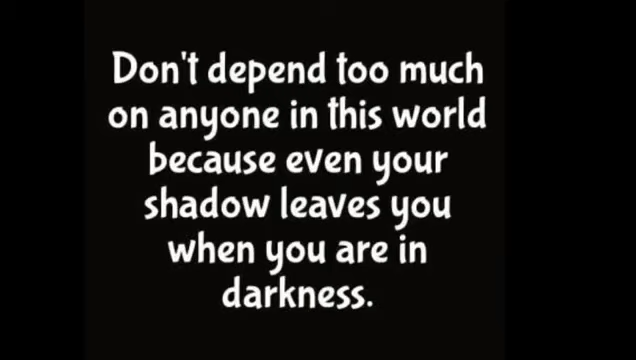 Don't depend too much
on anyone in this world
because even your
shadow leaves you
when you are in
darkness.